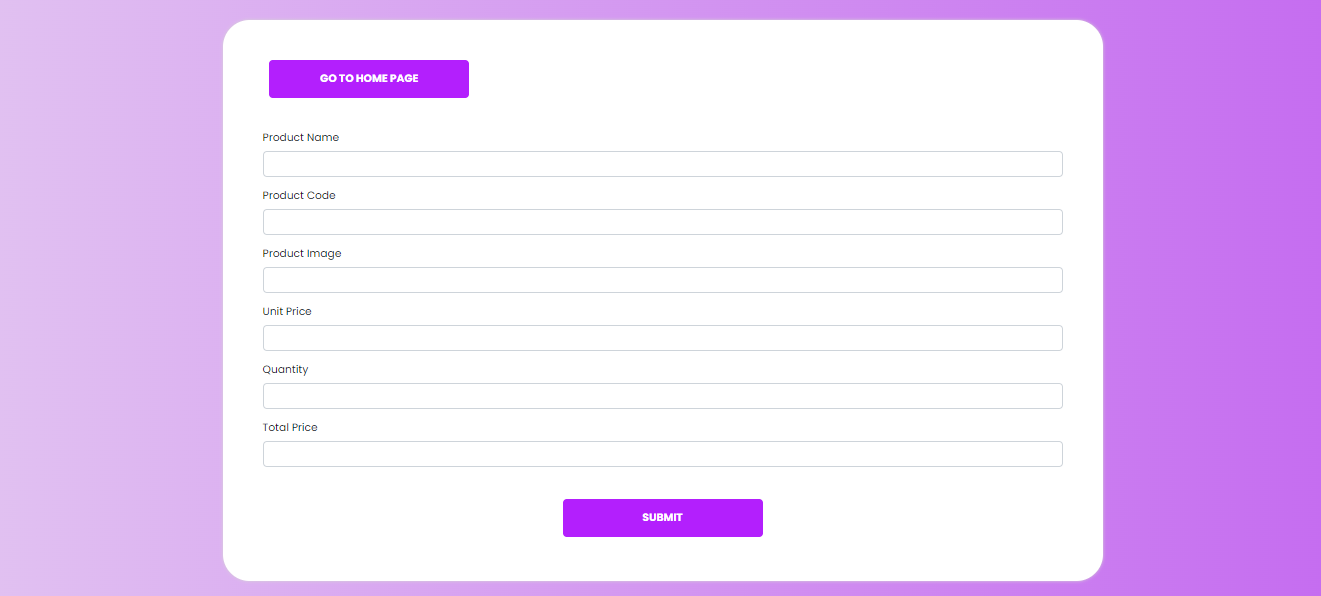 GO TO HOME PAGE
Product Name
Product Code
Product Image
Unit Price
Quantity
Total Price
SUBMIT